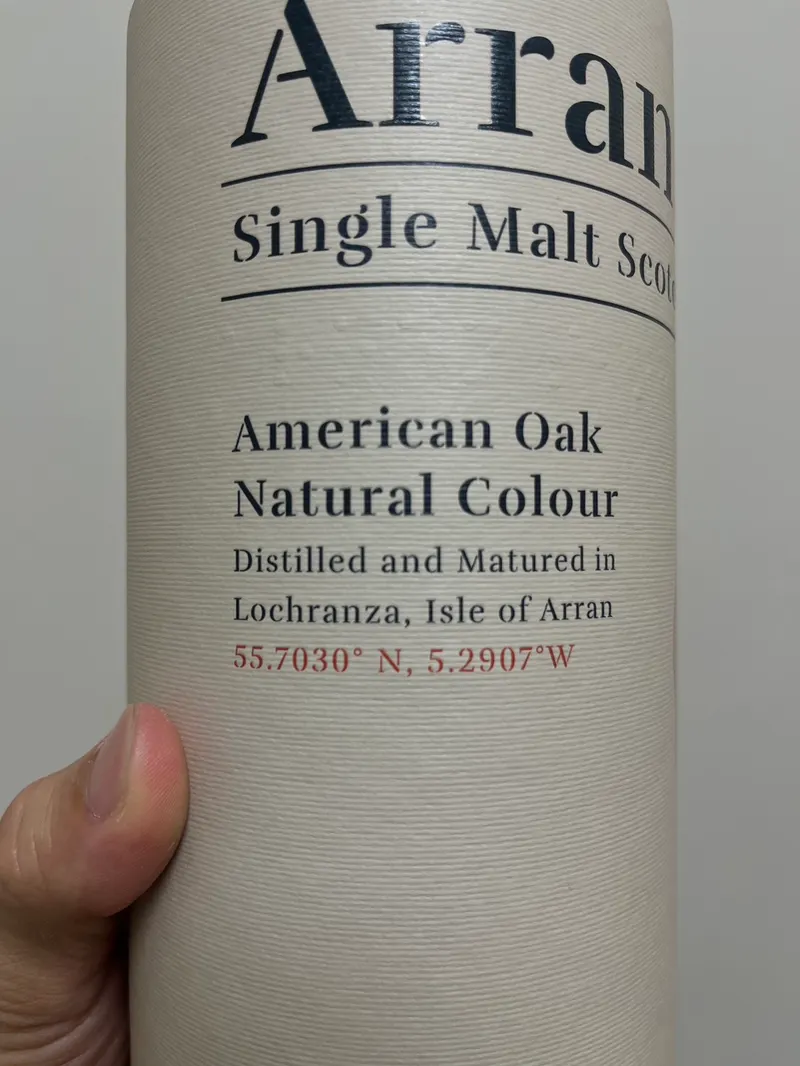 Arran
Single Malt
American Oak
Natural Colour
Distilled and Matured in
Lochranza, Isle of Arran
55.7030° N, 5.2907°W